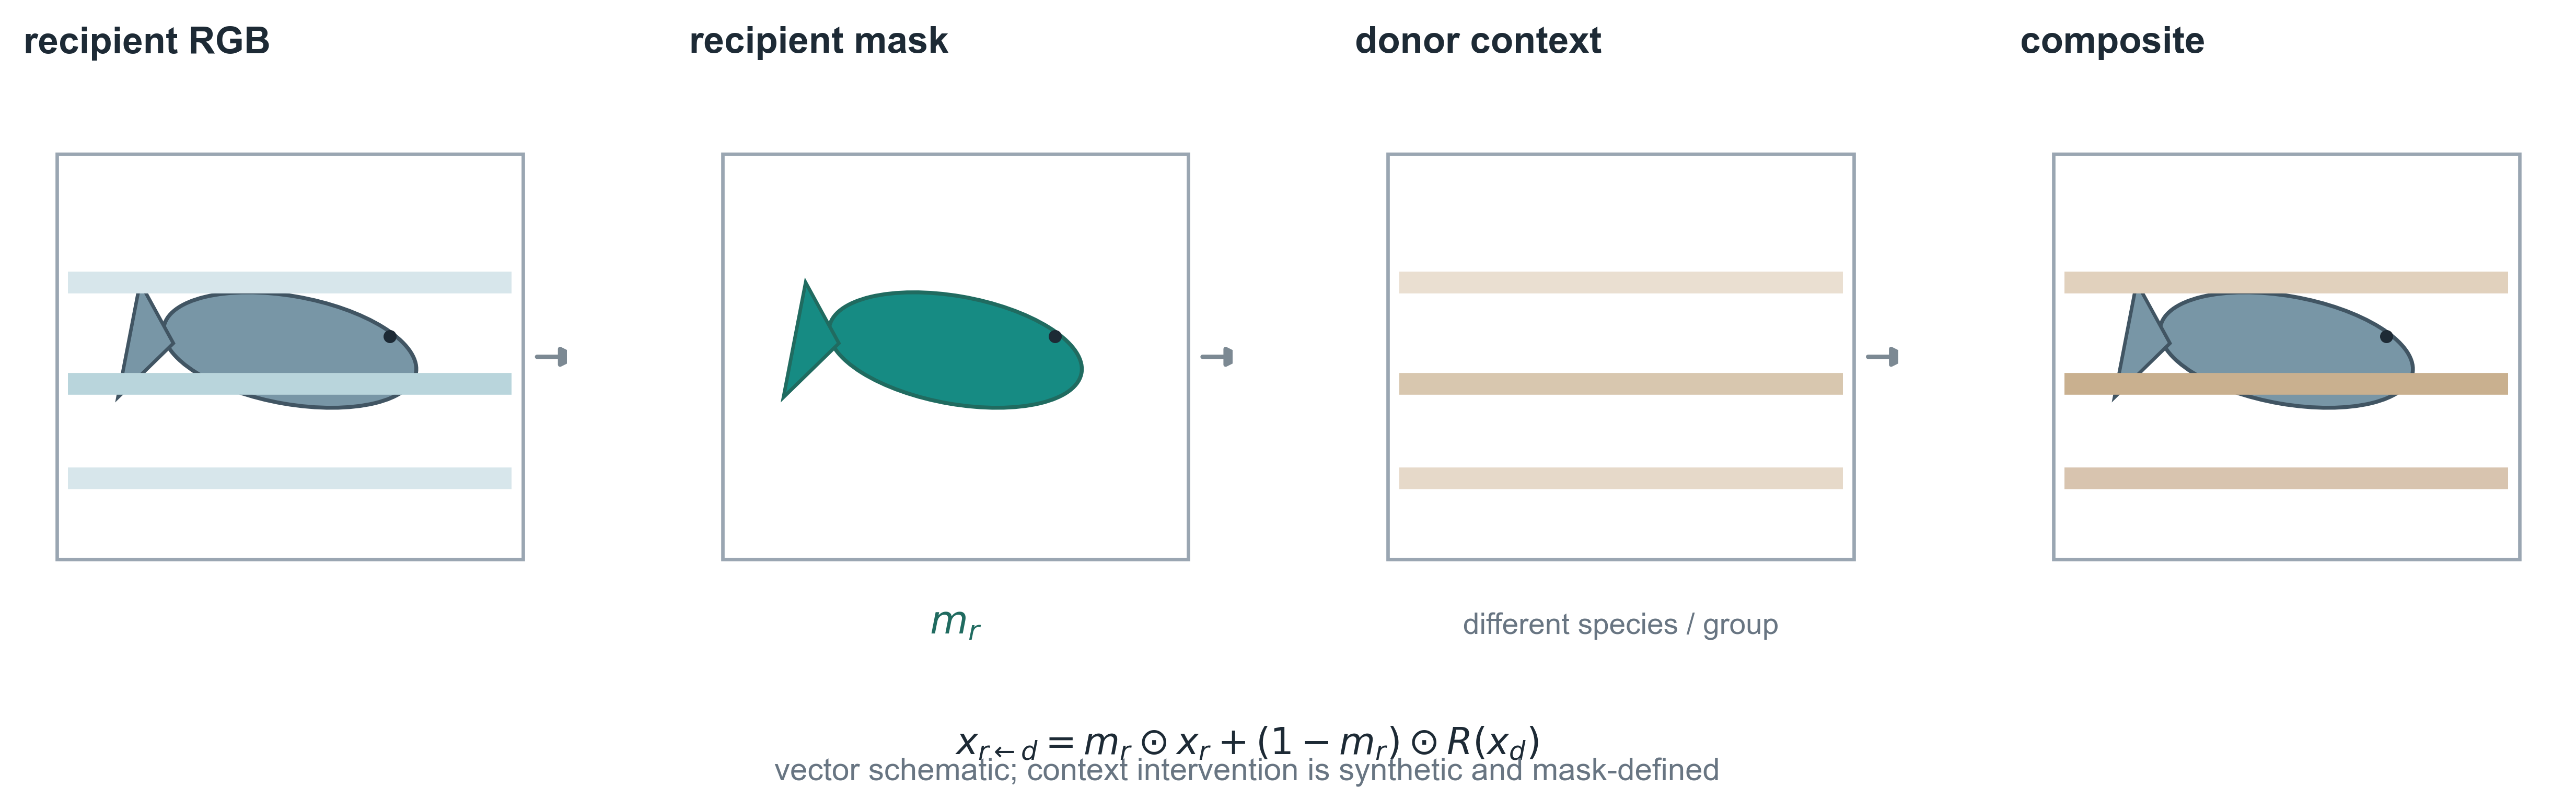 recipient RGB
recipient mask
donor context
composite
m_r
different species / group
x_{r←d} = m_r ⊙ x_r + (1 − m_r) ⊙ R(x_d)
vector schematic; context intervention is synthetic and mask-defined